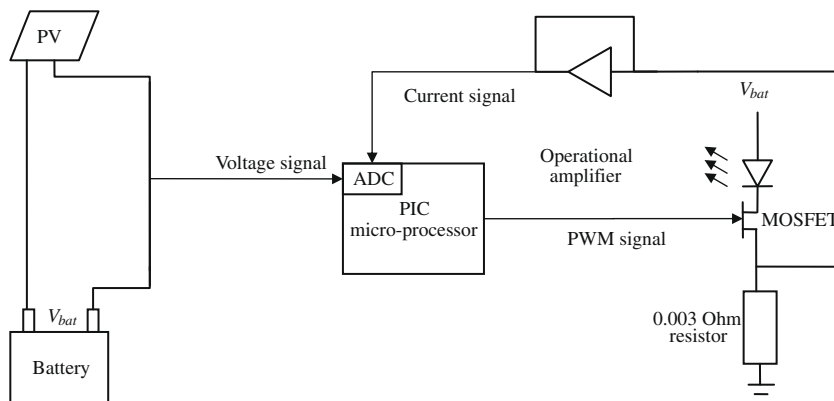 PV
Current signal
V_bat
Voltage signal
Operational
amplifier
ADC
PIC
micro-processor
MOSFET
PWM signal
V_bat
0.003 Ohm
resistor
Battery